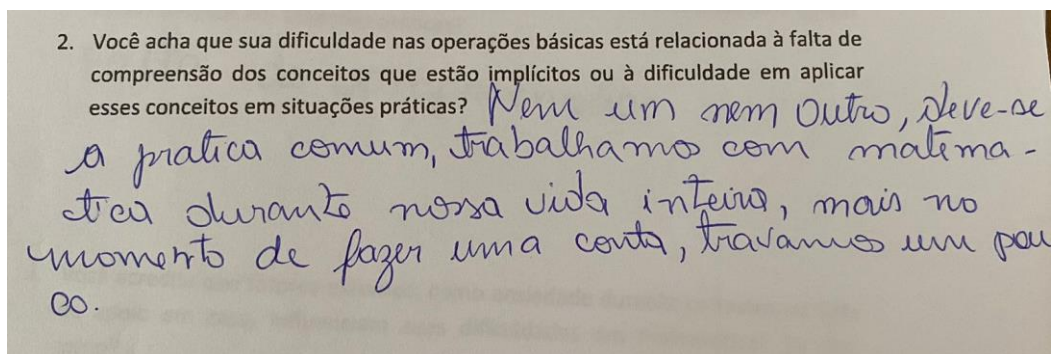 2. Você acha que sua dificuldade nas operações básicas está relacionada à falta de
compreensão dos conceitos que estão implícitos ou à dificuldade em aplicar
esses conceitos em situações práticas? Nem um nem outro, deve-se
a pratica comum, trabalhamos com matema-
tica durante nossa vida inteira, mais no
momento de fazer uma conta, travamos um pou
co.